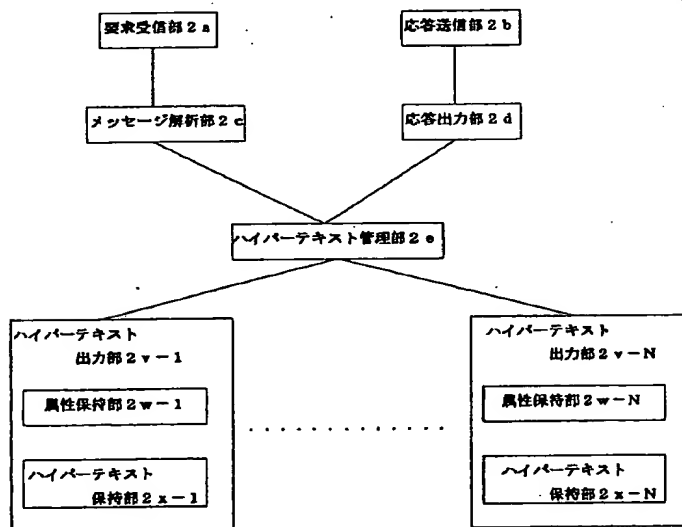 要求受信部2a
応答送信部2b
メッセージ解析部2c
応答出力部2d
ハイパーテキスト管理部2e
ハイパーテキスト
出力部2v-1
属性保持部2w-1
ハイパーテキスト
保持部2x-1
ハイパーテキスト
出力部2v-N
属性保持部2w-N
ハイパーテキスト
保持部2x-N